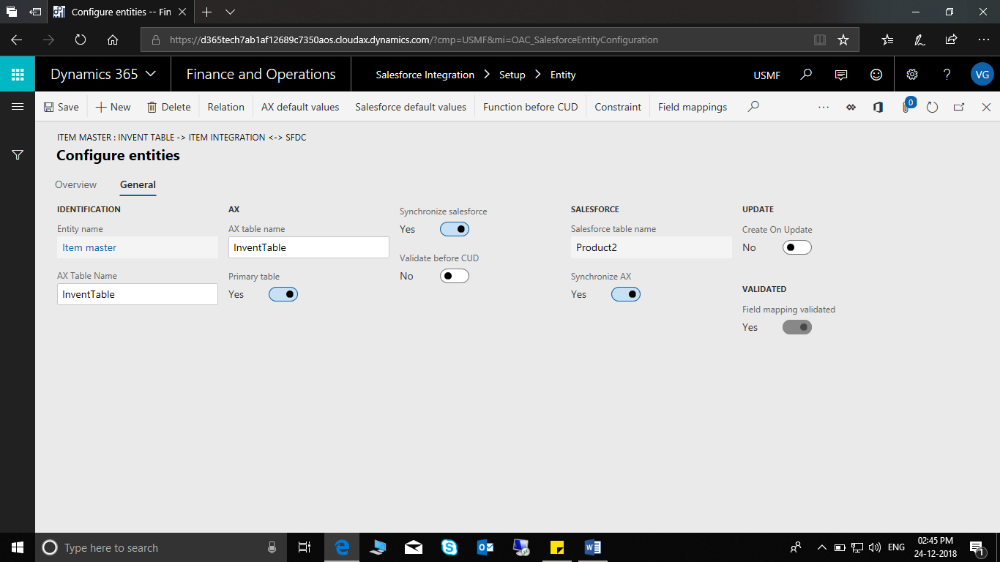 Configure entities -- Fin
https://d365tech7ab1af12689c7350aos.cloudax.dynamics.com/?cmp=USMF&mi=OAC_SalesforceEntityConfiguration
Dynamics 365 Finance and Operations Salesforce Integration Setup Entity USMF ? VG
Save New Delete Relation AX default values Salesforce default values Function before CUD Constraint Field mappings ... 0
ITEM MASTER : INVENT TABLE -> ITEM INTEGRATION <-> SFDC
Configure entities
Overview General
IDENTIFICATION
Entity name
Item master
AX Table Name
InventTable
AX
AX table name
InventTable
Primary table
Yes
Synchronize salesforce
Yes
Validate before CUD
No
SALESFORCE
Salesforce table name
Product2
Synchronize AX
Yes
UPDATE
Create On Update
No
VALIDATED
Field mapping validated
Yes
Type here to search
ENG
02:45 PM
24-12-2018
1